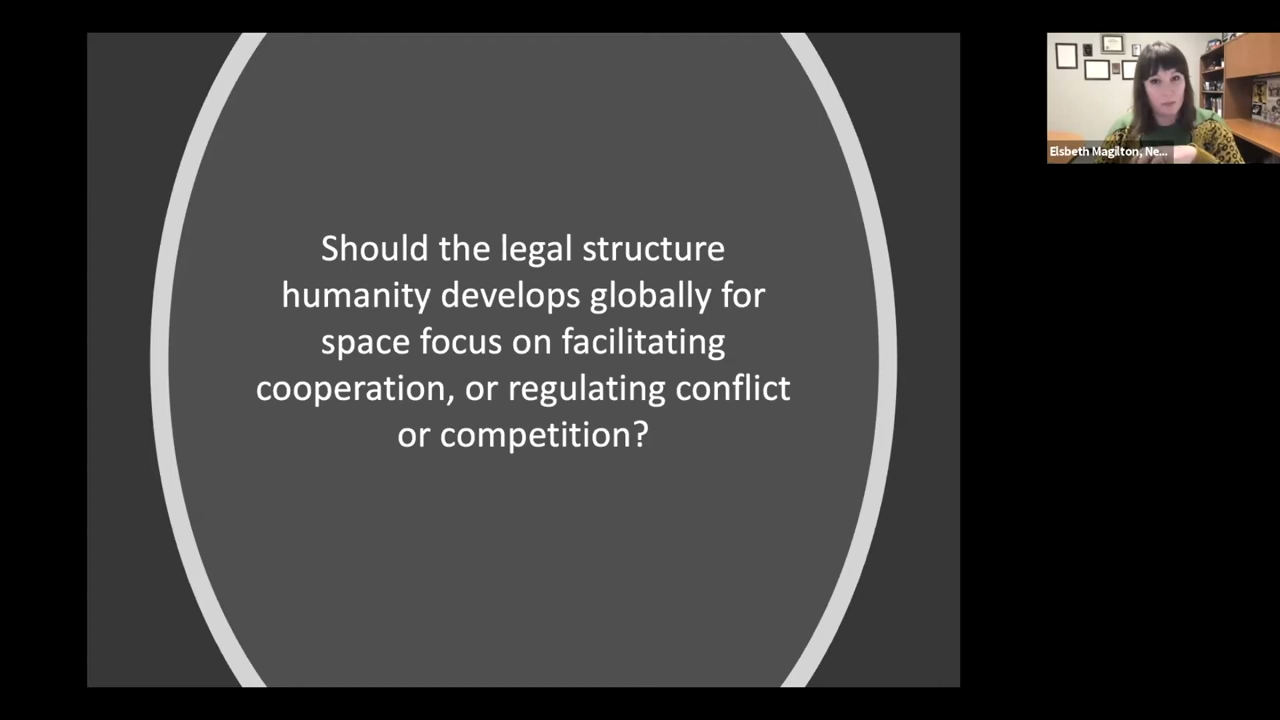 Should the legal structure
humanity develops globally for
space focus on facilitating
cooperation, or regulating conflict
or competition?
Elsbeth Magilton, Ne...